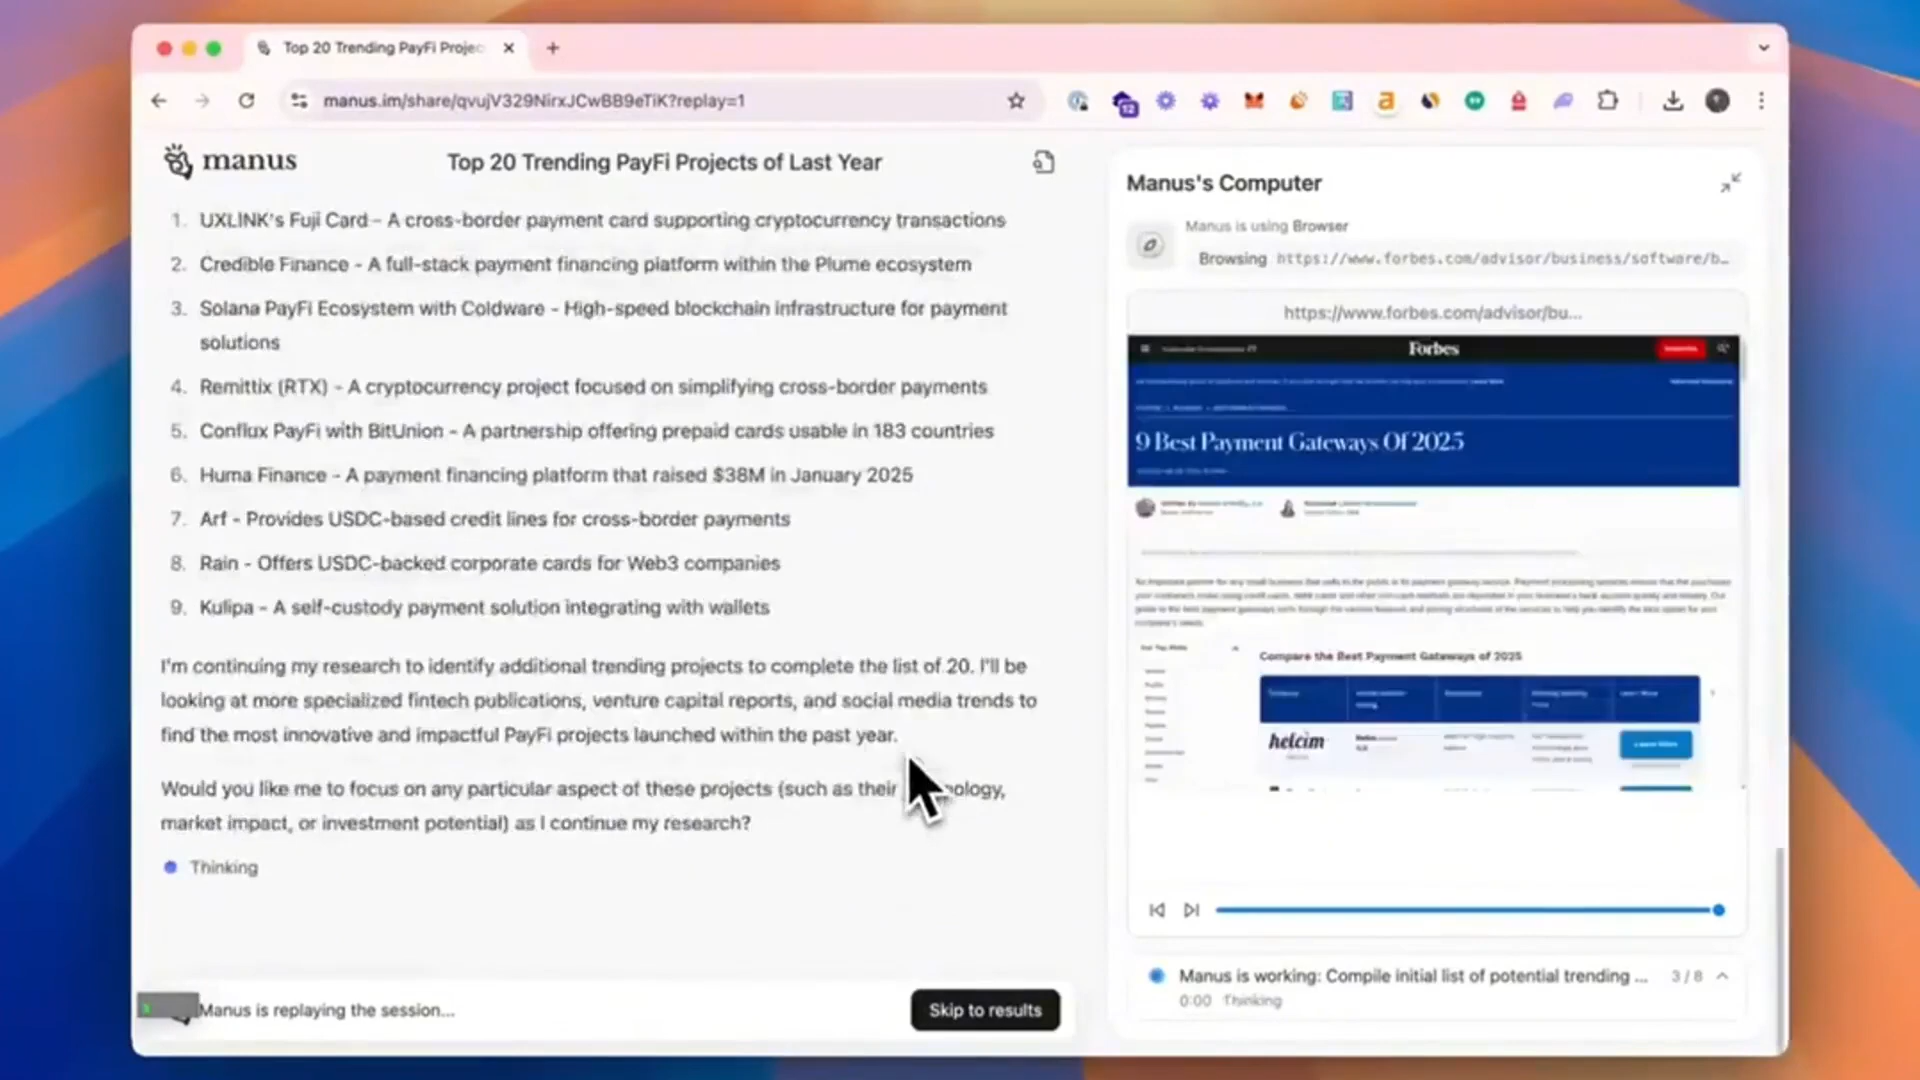 Top 20 Trending PayFi Projec
manus.im/share/qvujV329NirxJCwBB9eTiK?replay=1
12
manus
Top 20 Trending PayFi Projects of Last Year
1. UXLINK's Fuji Card - A cross-border payment card supporting cryptocurrency transactions
2. Credible Finance - A full-stack payment financing platform within the Plume ecosystem
3. Solana PayFi Ecosystem with Coldware - High-speed blockchain infrastructure for payment
solutions
4. Remittix (RTX) - A cryptocurrency project focused on simplifying cross-border payments
5. Conflux PayFi with BitUnion - A partnership offering prepaid cards usable in 183 countries
6. Huma Finance - A payment financing platform that raised $38M in January 2025
7. Arf - Provides USDC-based credit lines for cross-border payments
8. Rain - Offers USDC-backed corporate cards for Web3 companies
9. Kulipa - A self-custody payment solution integrating with wallets
I'm continuing my research to identify additional trending projects to complete the list of 20. I'll be
looking at more specialized fintech publications, venture capital reports, and social media trends to
find the most innovative and impactful PayFi projects launched within the past year.
Would you like me to focus on any particular aspect of these projects (such as their ology,
market impact, or investment potential) as I continue my research?
Thinking
Manus is replaying the session...
Skip to results
Manus's Computer
Manus is using Browser
Browsing https://www.forbes.com/advisor/business/software/b...
https://www.forbes.com/advisor/bu...
Forbes
9 Best Payment Gateways Of 2025
Compare the Best Payment Gateways of 2025
helcim
Manus is working: Compile initial list of potential trending ... 3 / 8
0:00 Thinking